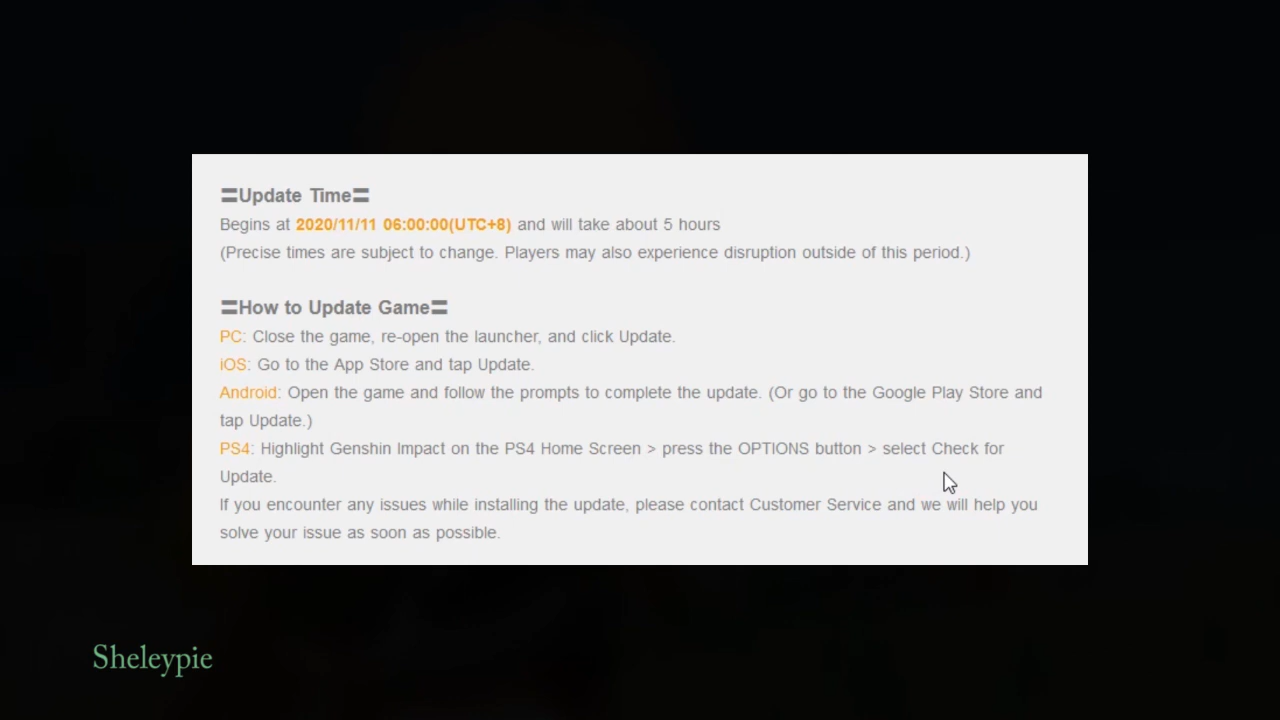 〓Update Time〓
Begins at 2020/11/11 06:00:00(UTC+8) and will take about 5 hours
(Precise times are subject to change. Players may also experience disruption outside of this period.)
〓How to Update Game〓
PC: Close the game, re-open the launcher, and click Update.
iOS: Go to the App Store and tap Update.
Android: Open the game and follow the prompts to complete the update. (Or go to the Google Play Store and
tap Update.)
PS4: Highlight Genshin Impact on the PS4 Home Screen > press the OPTIONS button > select Check for
Update.
If you encounter any issues while installing the update, please contact Customer Service and we will help you
solve your issue as soon as possible.
Sheleypie